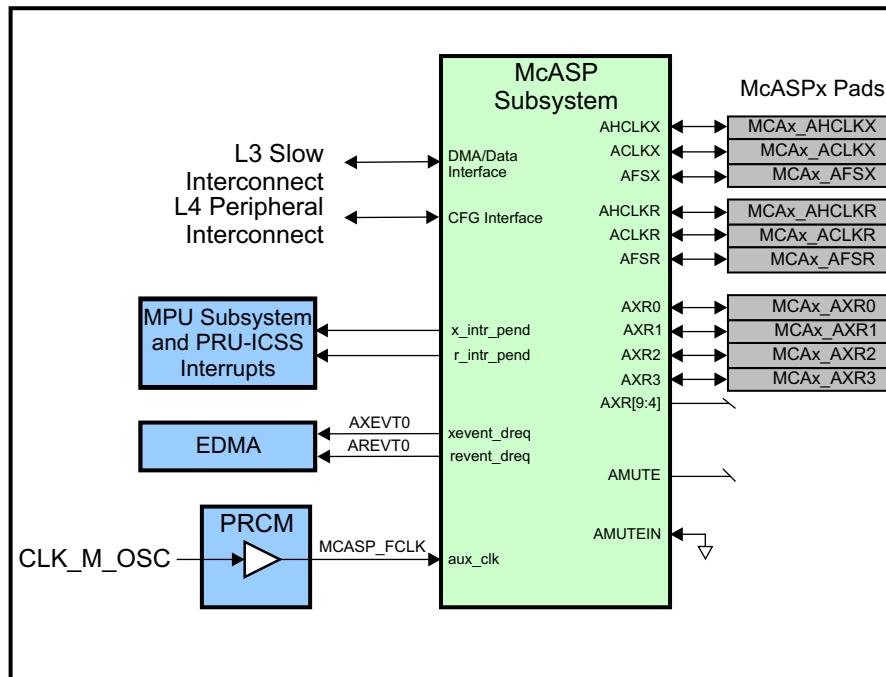 McASP
Subsystem
McASPx Pads
L3 Slow
Interconnect
L4 Peripheral
Interconnect
DMA/Data
Interface
CFG Interface
AHCLKX
ACLKX
AFSX
AHCLKR
ACLKR
AFSR
MCAx_AHCLKX
MCAx_ACLKX
MCAx_AFSX
MCAx_AHCLKR
MCAx_ACLKR
MCAx_AFSR
MPU Subsystem
and PRU-ICSS
Interrupts
x_intr_pend
r_intr_pend
AXR0
AXR1
AXR2
AXR3
AXR[9:4]
MCAx_AXR0
MCAx_AXR1
MCAx_AXR2
MCAx_AXR3
EDMA
AXEVT0
AREVT0
xevent_dreq
revent_dreq
AMUTE
AMUTEIN
PRCM
CLK_M_OSC
MCASP_FCLK
aux_clk